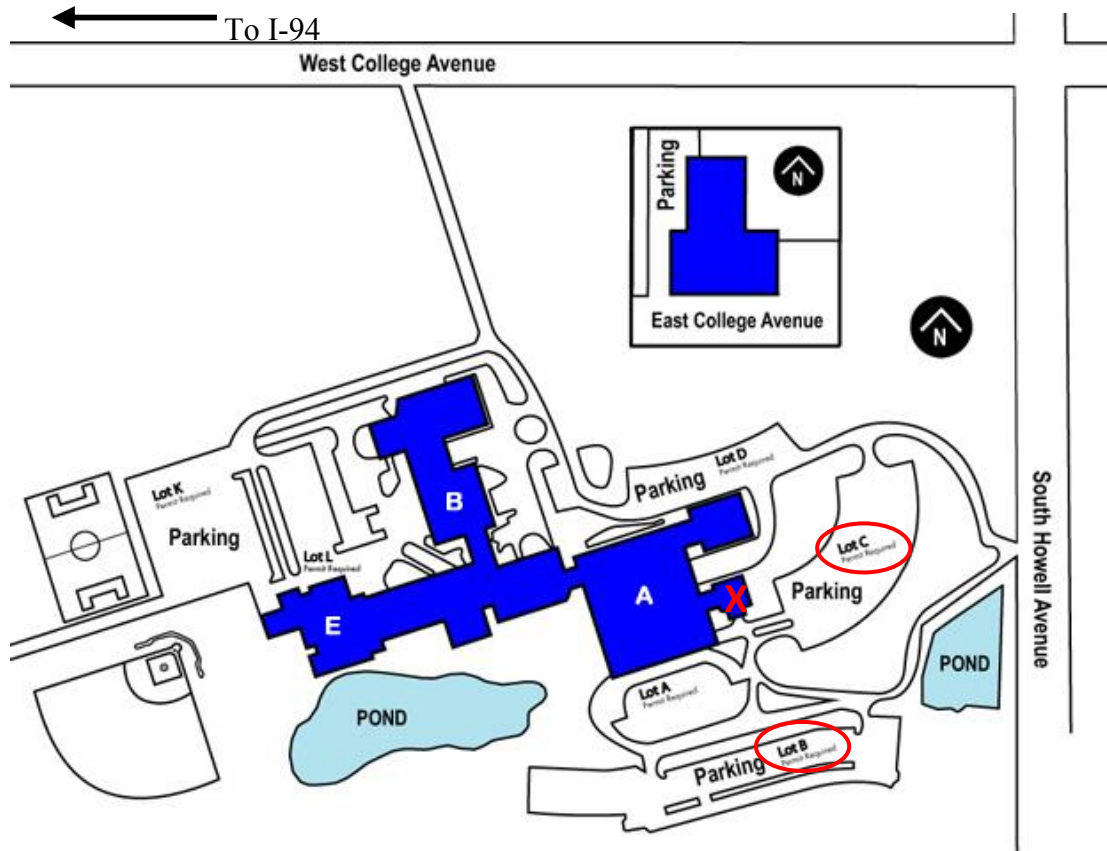 To I-94
West College Avenue
Parking
N
East College Avenue
N
B
Lot D
Permit Required
Parking
Lot K
Permit Required
Parking
Lot L
Permit Required
Lot C
Permit Required
Parking
South Howell Avenue
A
X
E
POND
POND
Lot A
Permit Required
Lot B
Permit Required
Parking